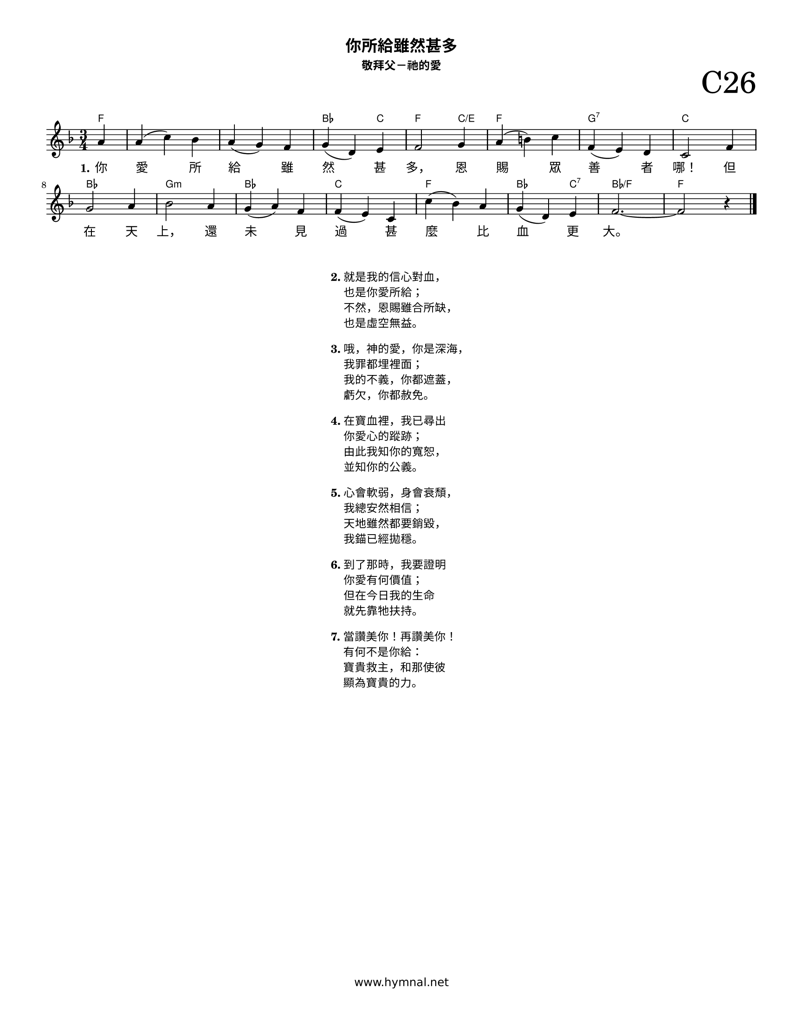 你所給雖然甚多
敬拜父－祂的愛
C26
F B♭ C F C/E F G7 C
3
4
1. 你 愛 所 給 雖 然 甚 多， 恩 賜 眾 善 者 哪！ 但
8
B♭ Gm B♭ C F B♭ C7 B♭/F F
在 天 上， 還 未 見 過 甚 麼 比 血 更 大。
2. 就是我的信心對血，
也是你愛所給；
不然，恩賜雖合所缺，
也是虛空無益。
3. 哦，神的愛，你是深海，
我罪都埋裡面；
我的不義，你都遮蓋，
虧欠，你都赦免。
4. 在寶血裡，我已尋出
你愛心的蹤跡；
由此我知你的寬恕，
並知你的公義。
5. 心會軟弱，身會衰頹，
我總安然相信；
天地雖然都要銷毀，
我錨已經拋穩。
6. 到了那時，我要證明
你愛有何價值；
但在今日我的生命
就先靠牠扶持。
7. 當讚美你！再讚美你！
有何不是你給：
寶貴救主，和那使彼
顯為寶貴的力。
www.hymnal.net